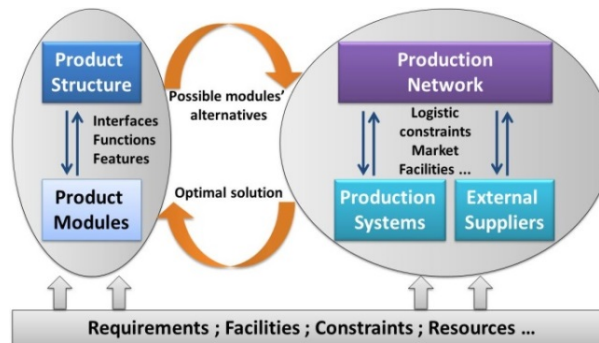 Product
Structure
Interfaces
Functions
Features
Product
Modules
Possible modules'
alternatives
Optimal solution
Production
Network
Logistic
constraints
Market
Facilities ...
Production
Systems
External
Suppliers
Requirements ; Facilities ; Constraints ; Resources ...